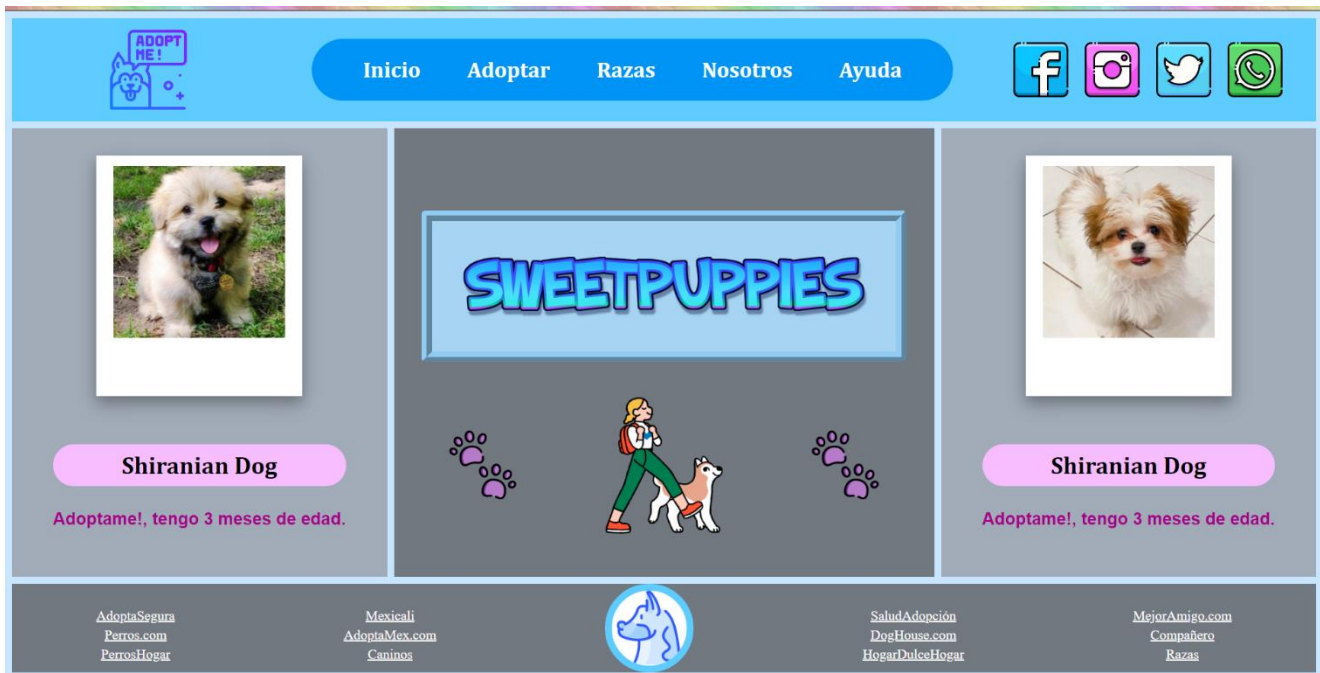 ADOPT
ME!
Inicio Adoptar Razas Nosotros Ayuda
SWEETPUPPIES
Shiranian Dog
Adoptame!, tengo 3 meses de edad.
Shiranian Dog
Adoptame!, tengo 3 meses de edad.
AdoptaSegura
Perros.com
PerrosHogar
Mexicali
AdoptaMex.com
Caninos
SaludAdopción
DogHouse.com
HogarDulceHogar
MejorAmigo.com
Compañero
Razas